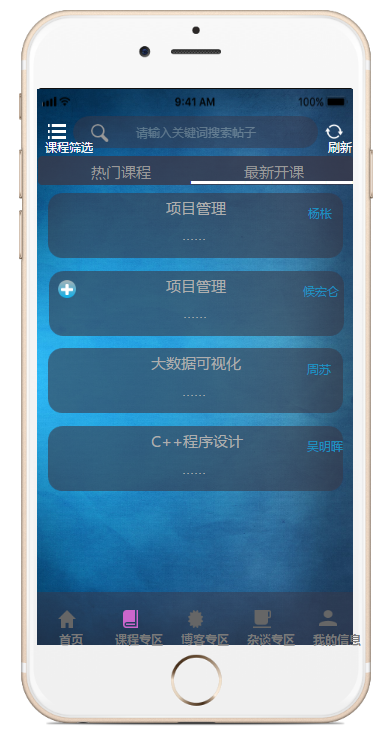 9:41 AM 100%
请输入关键词搜索帖子
课程筛选 刷新
热门课程 最新开课
项目管理 杨枨
......
项目管理 候宏仑
......
大数据可视化 周苏
......
C++程序设计 吴明晖
......
首页 课程专区 博客专区 杂谈专区 我的信息